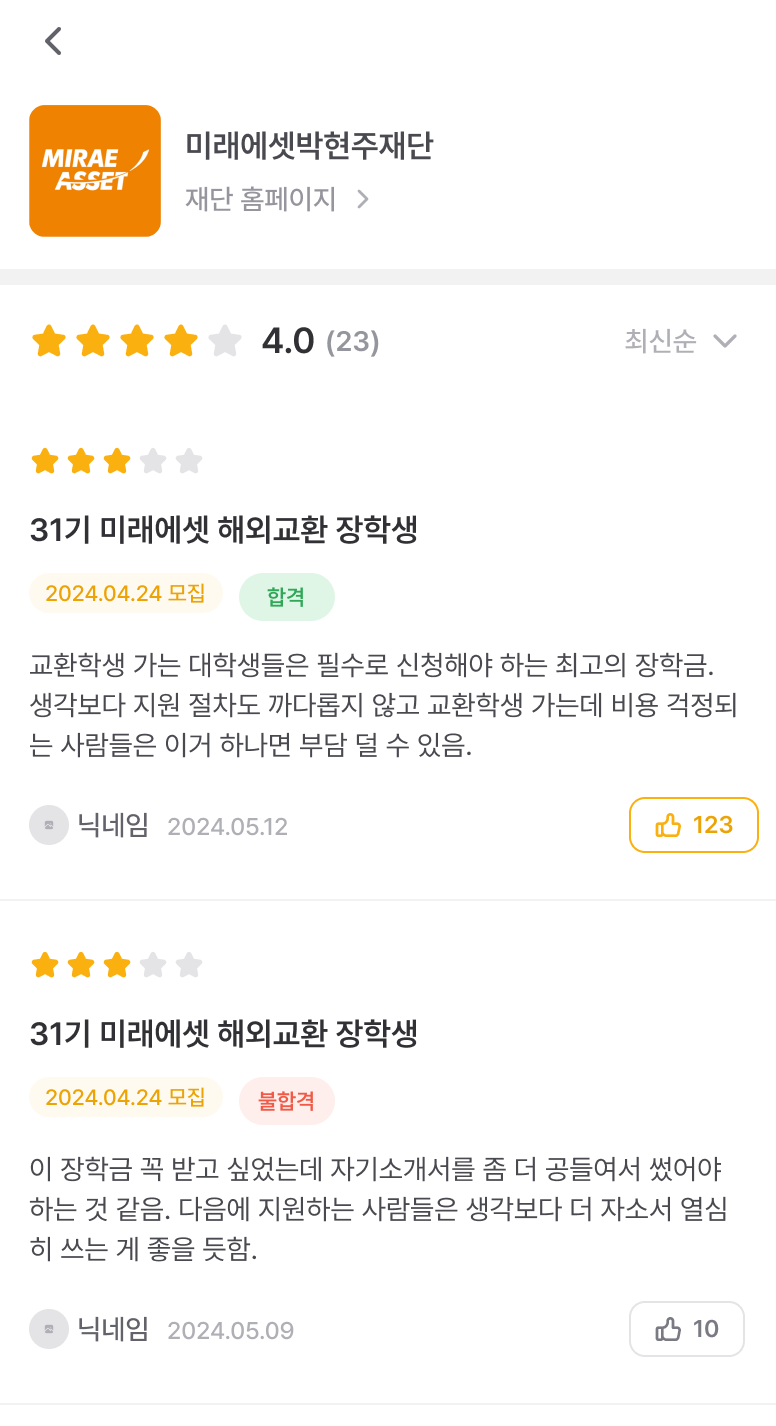 MIRAE
ASSET
미래에셋박현주재단
재단 홈페이지
4.0 (23)
최신순
31기 미래에셋 해외교환 장학생
2024.04.24 모집
합격
교환학생 가는 대학생들은 필수로 신청해야 하는 최고의 장학금.
생각보다 지원 절차도 까다롭지 않고 교환학생 가는데 비용 걱정되
는 사람들은 이거 하나면 부담 덜 수 있음.
닉네임 2024.05.12
123
31기 미래에셋 해외교환 장학생
2024.04.24 모집
불합격
이 장학금 꼭 받고 싶었는데 자기소개서를 좀 더 공들여서 썼어야
하는 것 같음. 다음에 지원하는 사람들은 생각보다 더 자소서 열심
히 쓰는 게 좋을 듯함.
닉네임 2024.05.09
10